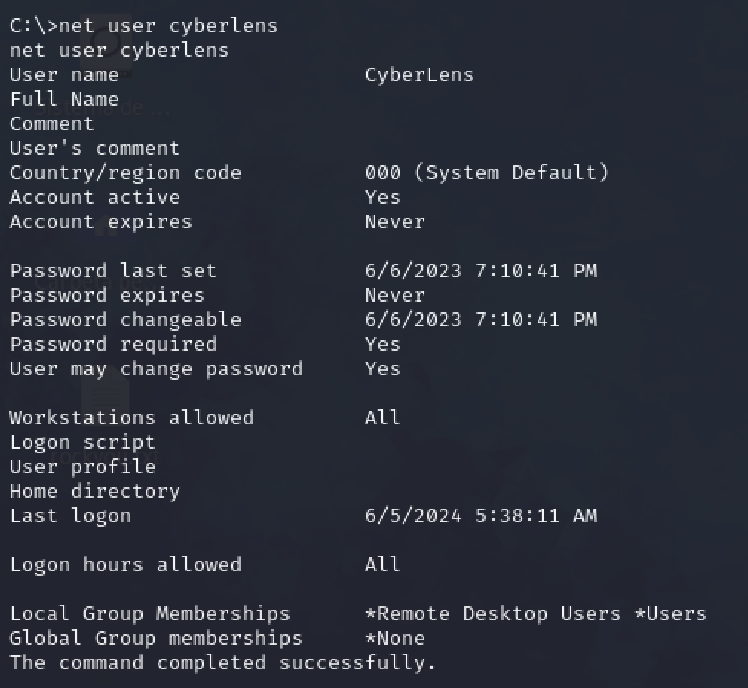 C:\>net user cyberlens
net user cyberlens
User name                    CyberLens
Full Name
Comment
User's comment
Country/region code          000 (System Default)
Account active               Yes
Account expires              Never
Password last set            6/6/2023 7:10:41 PM
Password expires             Never
Password changeable          6/6/2023 7:10:41 PM
Password required            Yes
User may change password     Yes
Workstations allowed         All
Logon script
User profile
Home directory
Last logon                   6/5/2024 5:38:11 AM
Logon hours allowed          All
Local Group Memberships      *Remote Desktop Users *Users
Global Group memberships     *None
The command completed successfully.